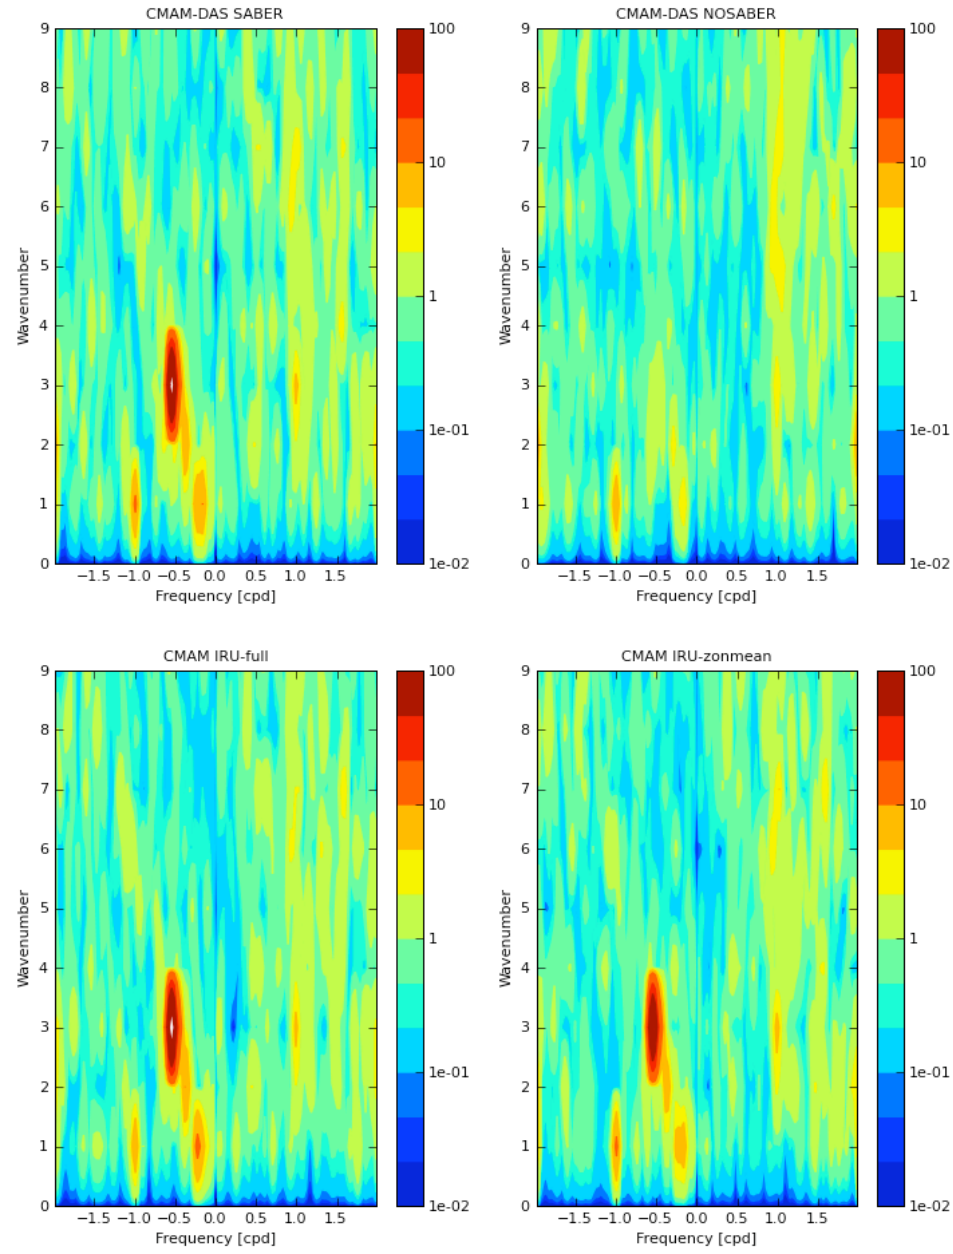 CMAM-DAS SABER
9
8
7
6
5
4
3
2
1
0
Wavenumber
−1.5 −1.0 −0.5 0.0 0.5 1.0 1.5
Frequency [cpd]
100
10
1
1e-01
1e-02
CMAM-DAS NOSABER
9
8
7
6
5
4
3
2
1
0
Wavenumber
−1.5 −1.0 −0.5 0.0 0.5 1.0 1.5
Frequency [cpd]
100
10
1
1e-01
1e-02
CMAM IRU-full
9
8
7
6
5
4
3
2
1
0
Wavenumber
−1.5 −1.0 −0.5 0.0 0.5 1.0 1.5
Frequency [cpd]
100
10
1
1e-01
1e-02
CMAM IRU-zonmean
9
8
7
6
5
4
3
2
1
0
Wavenumber
−1.5 −1.0 −0.5 0.0 0.5 1.0 1.5
Frequency [cpd]
100
10
1
1e-01
1e-02